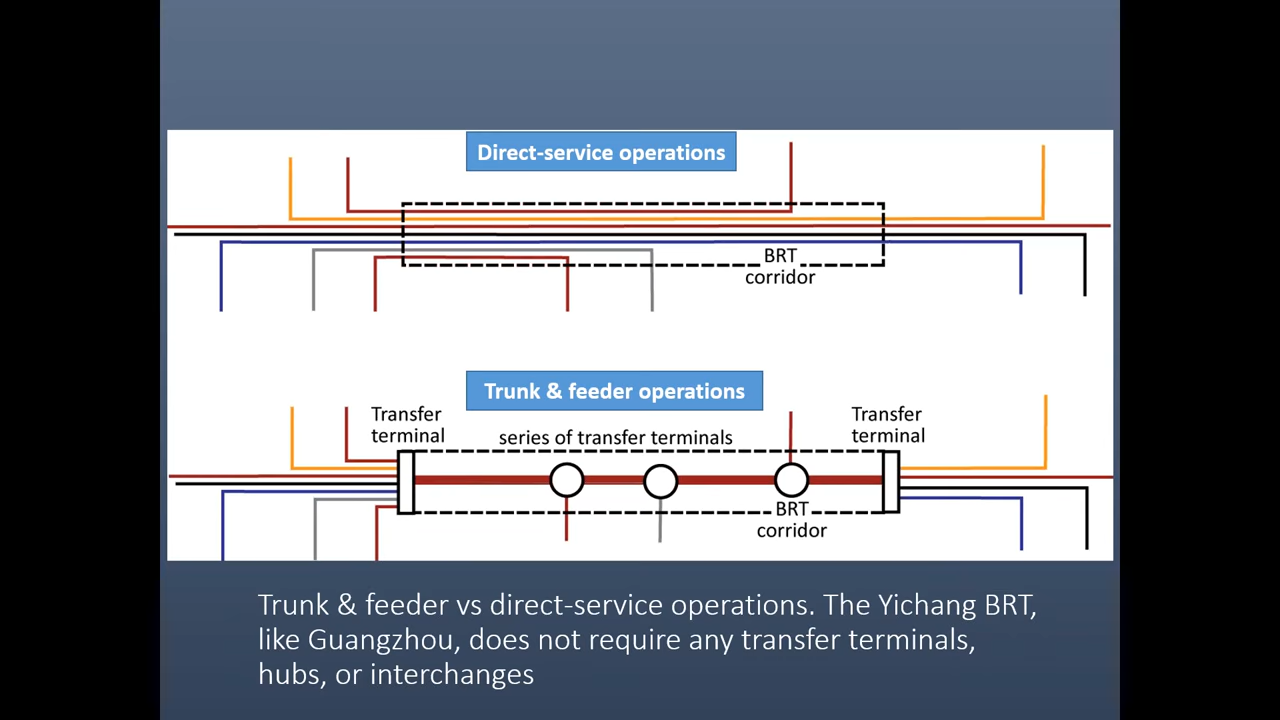 Direct-service operations
BRT
corridor
Trunk & feeder operations
Transfer
terminal
series of transfer terminals
Transfer
terminal
BRT
corridor
Trunk & feeder vs direct-service operations. The Yichang BRT,
like Guangzhou, does not require any transfer terminals,
hubs, or interchanges